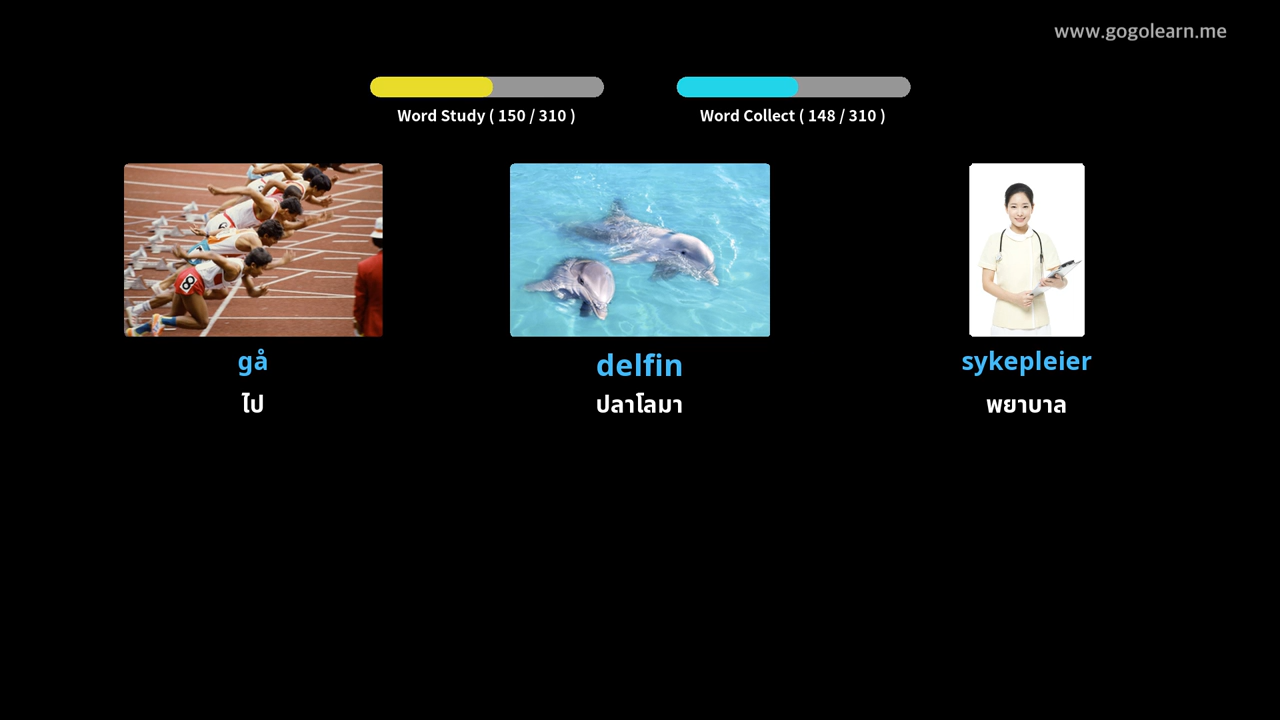 www.gogolearn.me
Word Study ( 150 / 310 )
Word Collect ( 148 / 310 )
8
gå
delfin
sykepleier
ไป
ปลาโลมา
พยาบาล